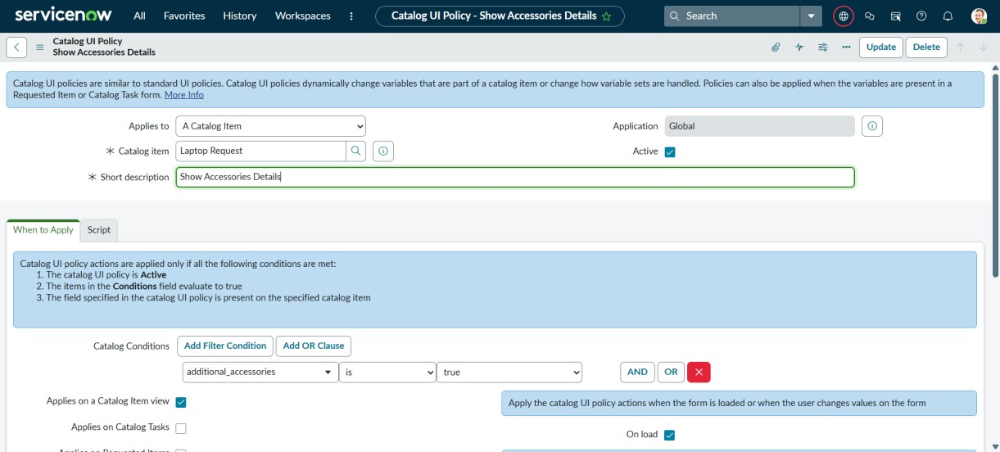 servicenow All Favorites History Workspaces Catalog UI Policy - Show Accessories Details Search
Catalog UI Policy
Show Accessories Details
Update Delete
Catalog UI policies are similar to standard UI policies. Catalog UI policies dynamically change variables that are part of a catalog item or change how variable sets are handled. Policies can also be applied when the variables are present in a
Requested Item or Catalog Task form. More Info
Applies to A Catalog Item Application Global
Catalog item Laptop Request Active
Short description Show Accessories Details
When to Apply Script
Catalog UI policy actions are applied only if all the following conditions are met:
1. The catalog UI policy is Active
2. The items in the Conditions field evaluate to true
3. The field specified in the catalog UI policy is present on the specified catalog item
Catalog Conditions Add Filter Condition Add OR Clause
additional_accessories is true AND OR
Applies on a Catalog Item view Apply the catalog UI policy actions when the form is loaded or when the user changes values on the form
Applies on Catalog Tasks
On load
Applies on Requested Items